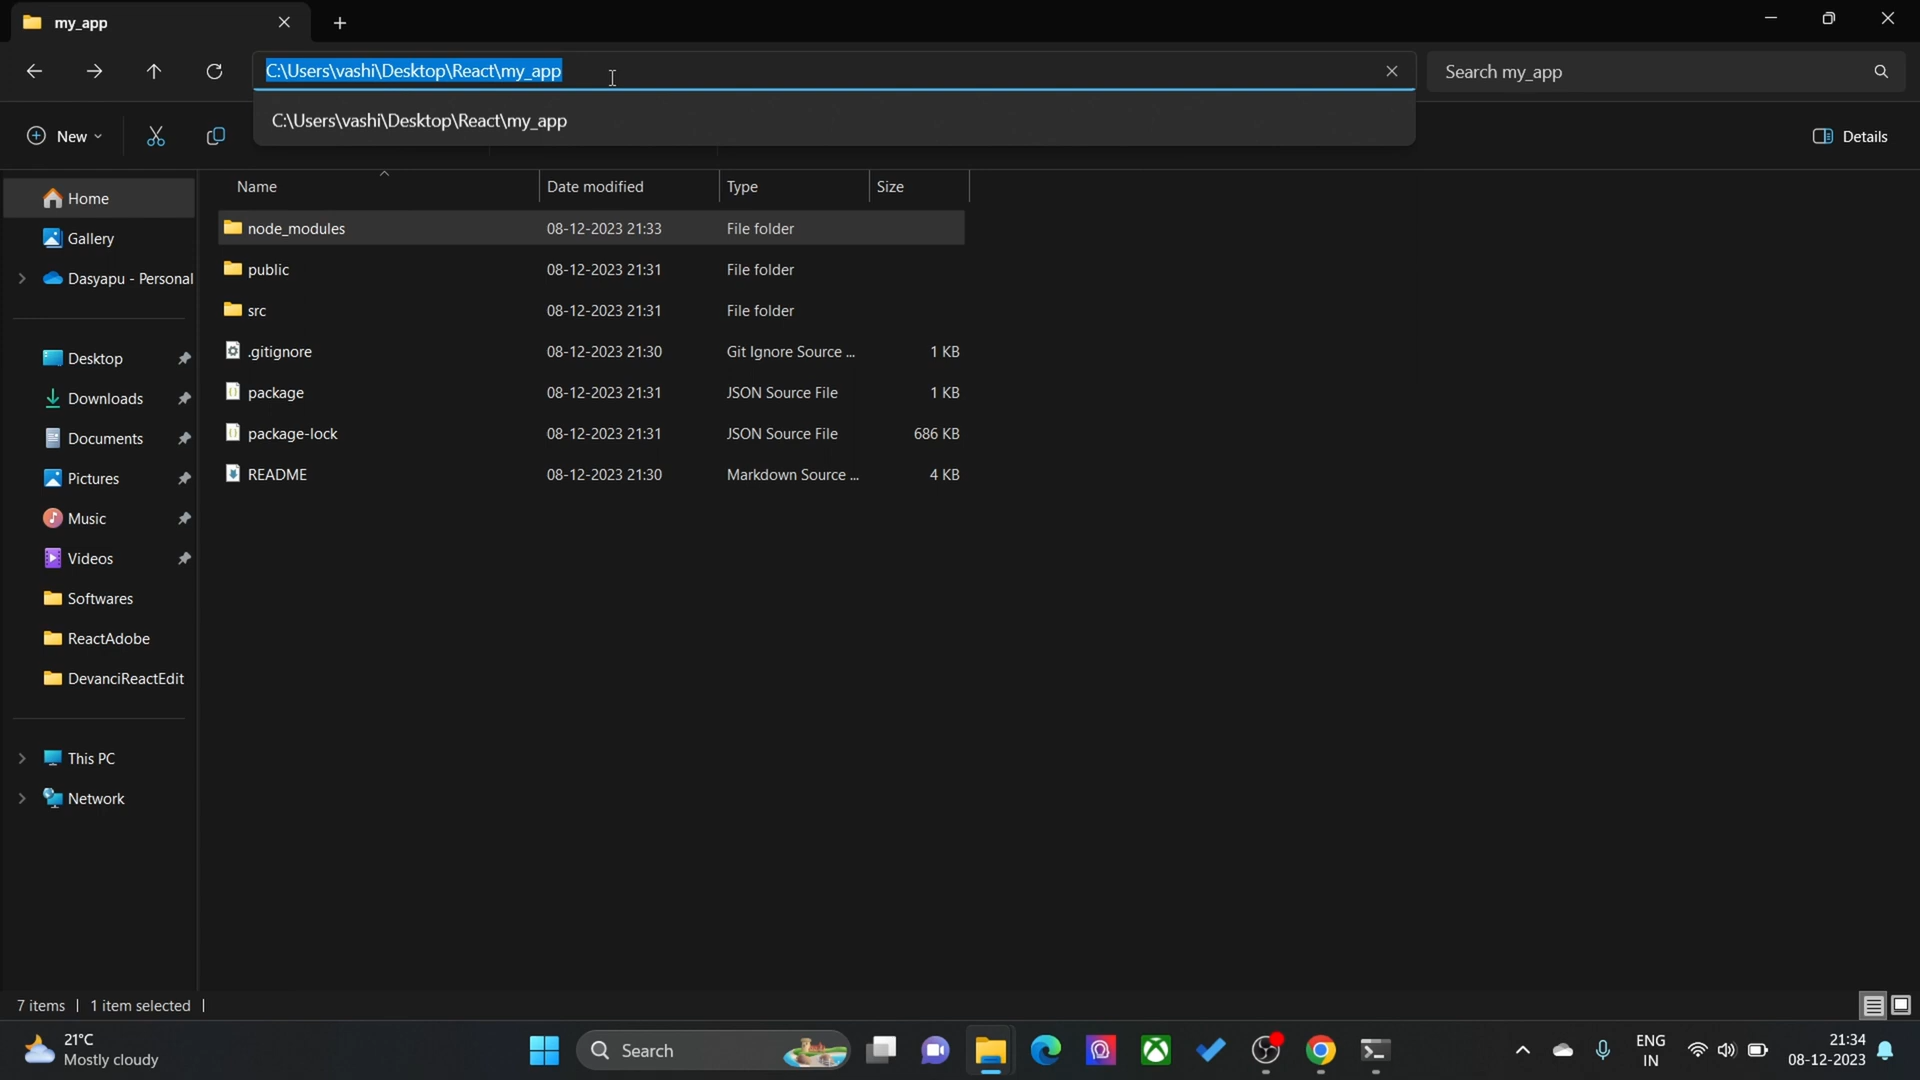 my_app
C:\Users\vashi\Desktop\React\my_app
Search my_app
C:\Users\vashi\Desktop\React\my_app
New
Details
Name Date modified Type Size
Home
Gallery
Dasyapu - Personal
Desktop
Downloads
Documents
Pictures
Music
Videos
Softwares
ReactAdobe
DevanciReactEdit
This PC
Network
node_modules 08-12-2023 21:33 File folder
public 08-12-2023 21:31 File folder
src 08-12-2023 21:31 File folder
.gitignore 08-12-2023 21:30 Git Ignore Source ... 1 KB
package 08-12-2023 21:31 JSON Source File 1 KB
package-lock 08-12-2023 21:31 JSON Source File 686 KB
README 08-12-2023 21:30 Markdown Source ... 4 KB
7 items 1 item selected
21°C
Mostly cloudy
Search
ENG
IN
21:34
08-12-2023